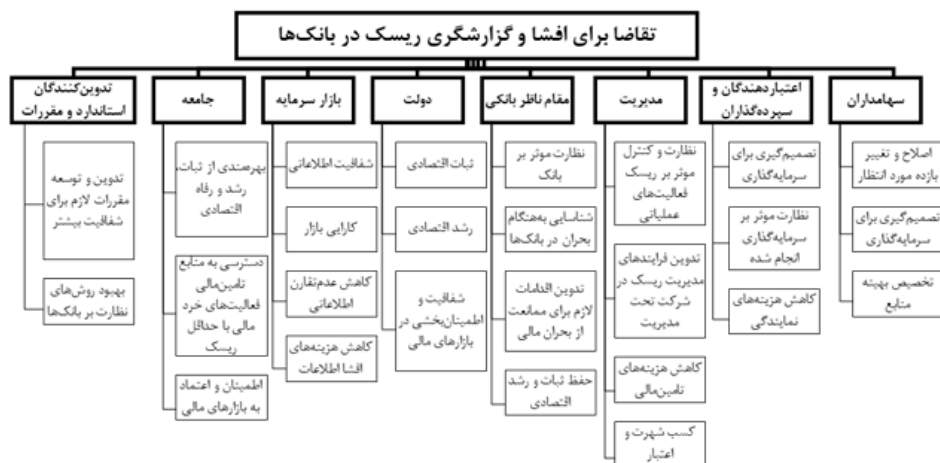 تقاضا برای افشا و گزارشگری ریسک در بانک‌ها
سهامداران
اصلاح و تغییر
بازده مورد انتظار
تصمیم‌گیری برای
سرمایه‌گذاری
تخصیص بهینه
منابع
اعتباردهندگان و
سپرده‌گذاران
تصمیم‌گیری برای
سرمایه‌گذاری
نظارت موثر بر
سرمایه‌گذاری
انجام شده
کاهش هزینه‌های
نمایندگی
مدیریت
نظارت و کنترل
موثر بر ریسک
فعالیت‌های
عملیاتی
تدوین فرایندهای
مدیریت ریسک در
شرکت تحت
مدیریت
کاهش هزینه‌های
تامین‌مالی
کسب شهرت و
اعتبار
مقام ناظر بانکی
نظارت موثر بر
بانک
شناسایی به‌هنگام
بحران در بانک‌ها
تدوین اقدامات
لازم برای ممانعت
از بحران مالی
حفظ ثبات و رشد
اقتصادی
دولت
ثبات اقتصادی
رشد اقتصادی
شفافیت و
اطمینان‌بخشی در
بازارهای مالی
بازار سرمایه
شفافیت اطلاعاتی
کارایی بازار
کاهش عدم‌تقارن
اطلاعاتی
کاهش هزینه‌های
افشا اطلاعات
جامعه
بهره‌مندی از ثبات،
رشد و رفاه
اقتصادی
دسترسی به منابع
تامین‌مالی
فعالیت‌های خرد
مالی با حداقل
ریسک
اطمینان و اعتماد
به بازارهای مالی
تدوین‌کنندگان
استاندارد و مقررات
تدوین و توسعه
مقررات لازم برای
شفافیت بیشتر
بهبود روش‌های
نظارت بر بانک‌ها